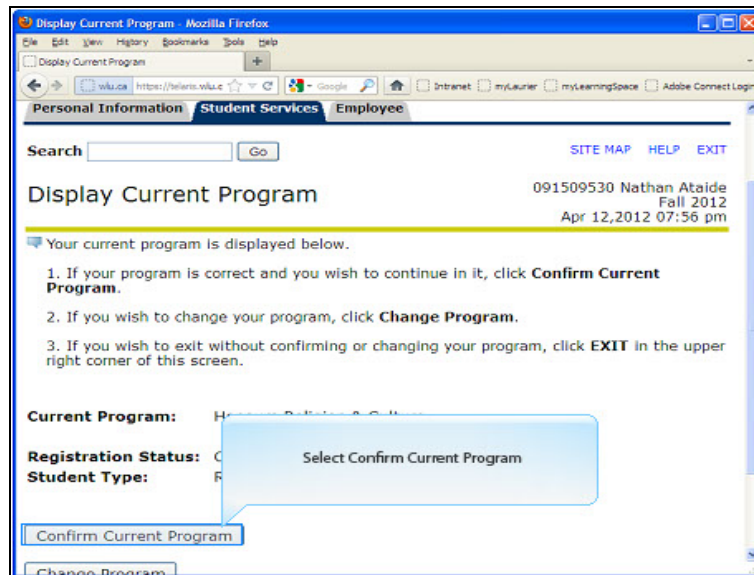 Display Current Program - Mozilla Firefox
File Edit View History Bookmarks Tools Help
Display Current Program +
wlu.ca https://telaris.wlu.c Google Intranet myLaurier myLearningSpace Adobe Connect Login
Personal Information Student Services Employee
Search Go SITE MAP HELP EXIT
Display Current Program
091509530 Nathan Ataide
Fall 2012
Apr 12,2012 07:56 pm
Your current program is displayed below.
1. If your program is correct and you wish to continue in it, click Confirm Current
Program.
2. If you wish to change your program, click Change Program.
3. If you wish to exit without confirming or changing your program, click EXIT in the upper
right corner of this screen.
Current Program:
Registration Status:
Student Type:
Select Confirm Current Program
Confirm Current Program
Change Program